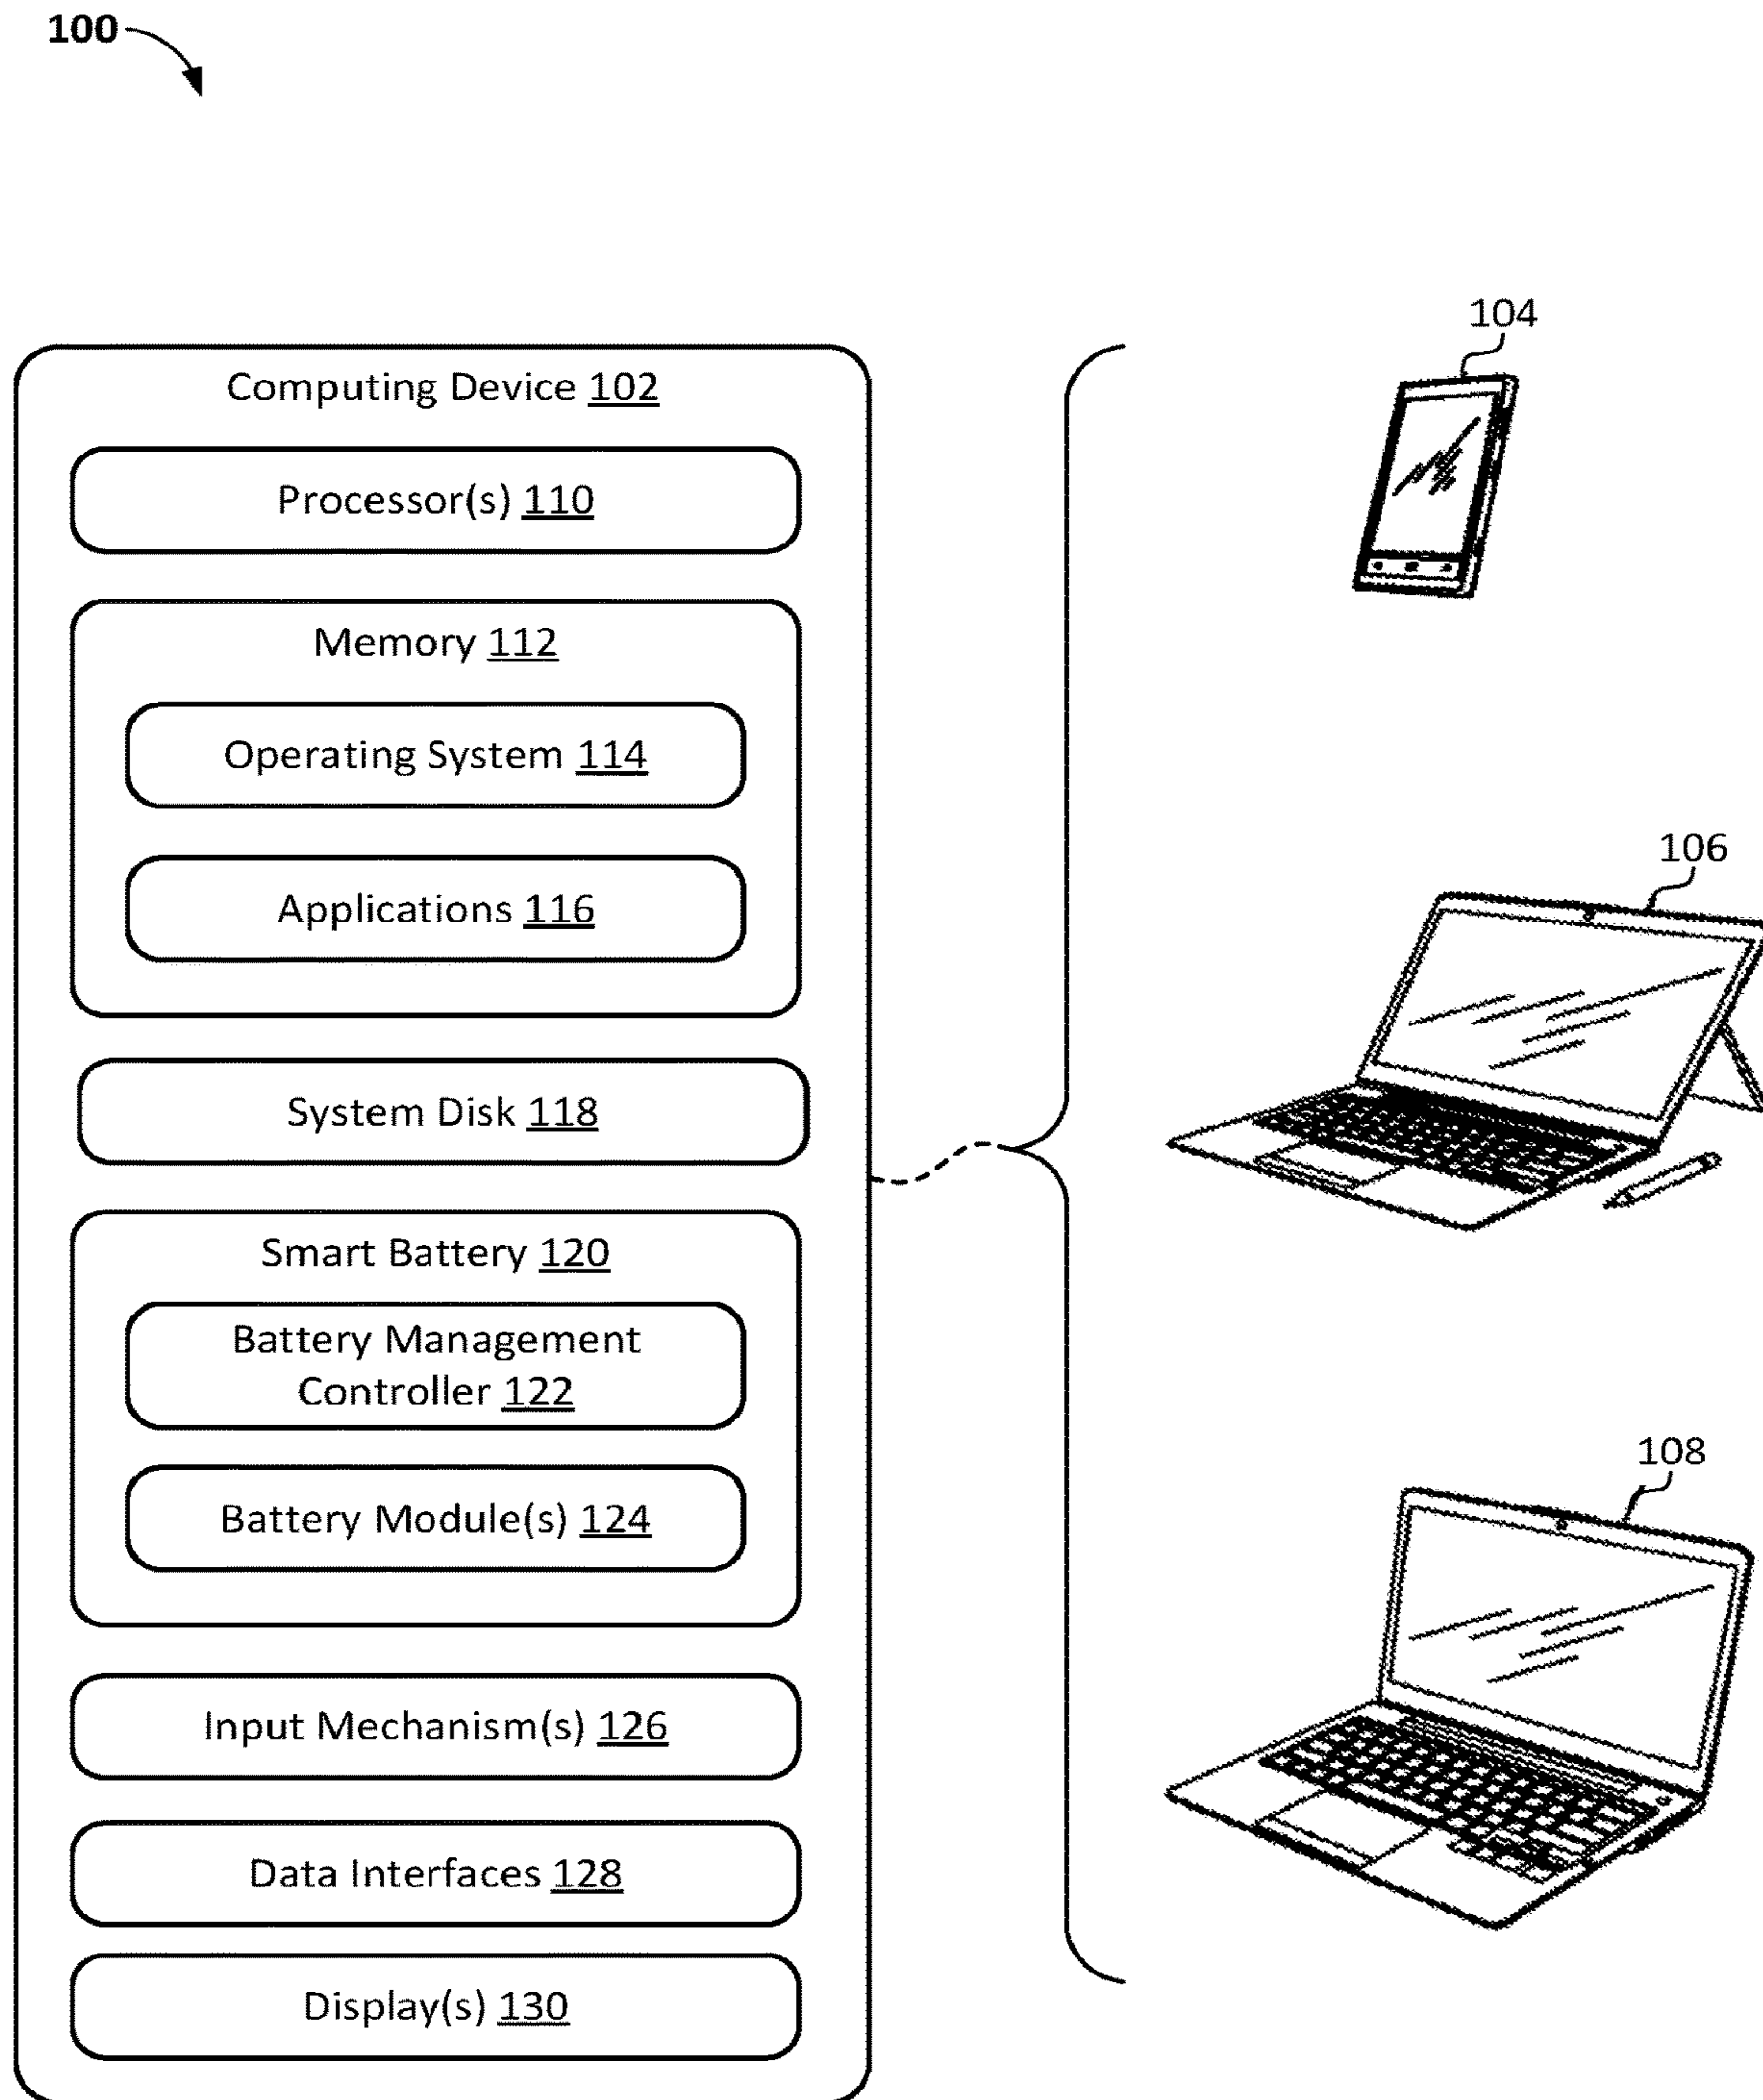 100
104
Computing Device 102
Processor(s) 110
Memory 112
Operating System 114
106
Applications 116
System Disk 118
Smart Battery 120
Battery Management
Controller 122
108
Battery Module(s) 124
Input Mechanism(s) 126
Data Interfaces 128
Display(s) 130